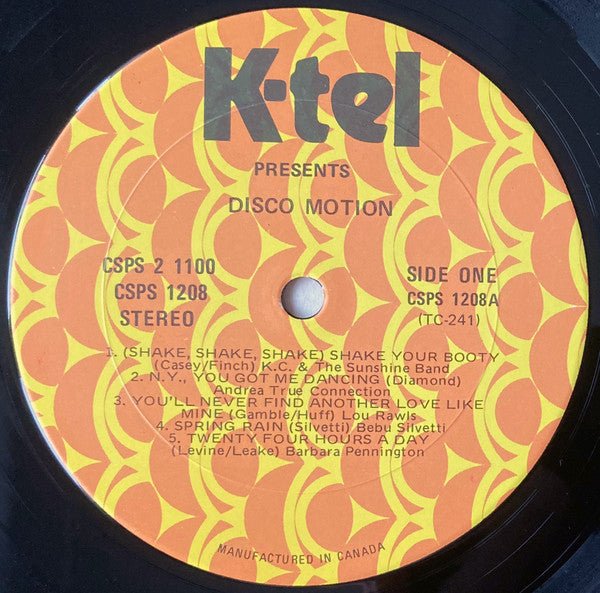 K-tel
PRESENTS
DISCO MOTION
CSPS 2 1100
CSPS 1208
STEREO
SIDE ONE
CSPS 1208A
(TC-241)
1. (SHAKE, SHAKE, SHAKE) SHAKE YOUR BOOTY
(Casey/Finch) K.C. & The Sunshine Band
2. N.Y., YOU GOT ME DANCING (Diamond)
Andrea True Connection
3. YOU'LL NEVER FIND ANOTHER LOVE LIKE
MINE (Gamble/Huff) Lou Rawls
4. SPRING RAIN (Silvetti) Bebu Silvetti
5. TWENTY FOUR HOURS A DAY
(Levine/Leake) Barbara Pennington
MANUFACTURED IN CANADA